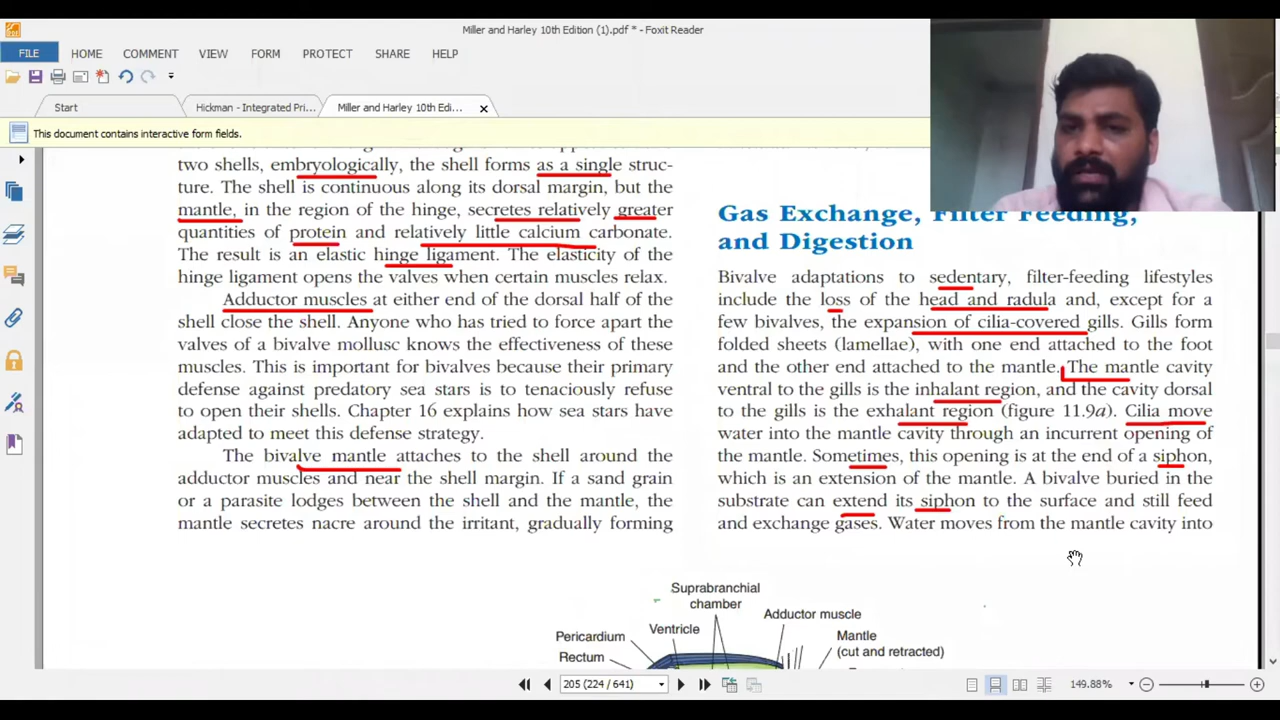 Miller and Harley 10th Edition (1).pdf * - Foxit Reader
FILE HOME COMMENT VIEW FORM PROTECT SHARE HELP
Start Hickman - Integrated Pri... Miller and Harley 10th Edi...
This document contains interactive form fields.
two shells, embryologically, the shell forms as a single struc-
ture. The shell is continuous along its dorsal margin, but the
mantle, in the region of the hinge, secretes relatively greater
quantities of protein and relatively little calcium carbonate.
The result is an elastic hinge ligament. The elasticity of the
hinge ligament opens the valves when certain muscles relax.
Adductor muscles at either end of the dorsal half of the
shell close the shell. Anyone who has tried to force apart the
valves of a bivalve mollusc knows the effectiveness of these
muscles. This is important for bivalves because their primary
defense against predatory sea stars is to tenaciously refuse
to open their shells. Chapter 16 explains how sea stars have
adapted to meet this defense strategy.
The bivalve mantle attaches to the shell around the
adductor muscles and near the shell margin. If a sand grain
or a parasite lodges between the shell and the mantle, the
mantle secretes nacre around the irritant, gradually forming
Gas Exchange, Filter Feeding,
and Digestion
Bivalve adaptations to sedentary, filter-feeding lifestyles
include the loss of the head and radula and, except for a
few bivalves, the expansion of cilia-covered gills. Gills form
folded sheets (lamellae), with one end attached to the foot
and the other end attached to the mantle. The mantle cavity
ventral to the gills is the inhalant region, and the cavity dorsal
to the gills is the exhalant region (figure 11.9a). Cilia move
water into the mantle cavity through an incurrent opening of
the mantle. Sometimes, this opening is at the end of a siphon,
which is an extension of the mantle. A bivalve buried in the
substrate can extend its siphon to the surface and still feed
and exchange gases. Water moves from the mantle cavity into
Suprabranchial
chamber
Adductor muscle
Ventricle
Pericardium
Mantle
(cut and retracted)
Rectum
205 (224 / 641)
149.88%